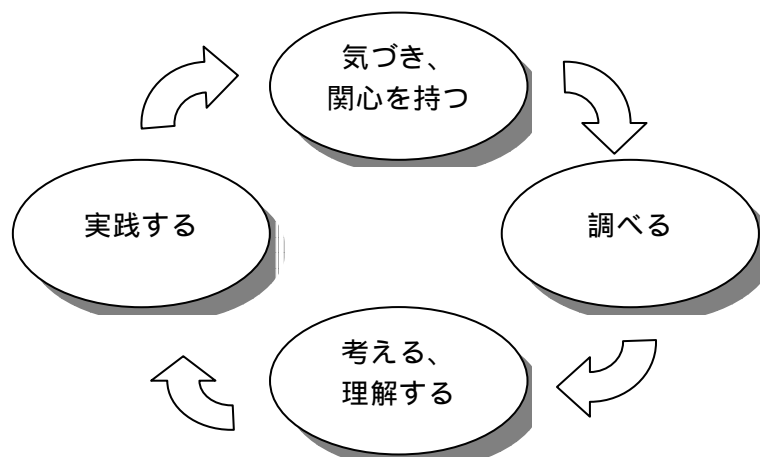 気づき、
関心を持つ
実践する
調べる
考える、
理解する